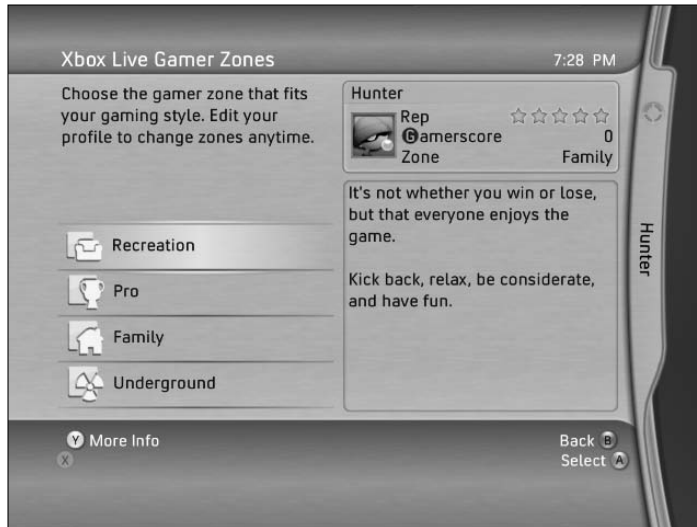 Xbox Live Gamer Zones
7:28 PM
Choose the gamer zone that fits
your gaming style. Edit your
profile to change zones anytime.
Hunter
Rep
Gamerscore 0
Zone Family
It's not whether you win or lose,
but that everyone enjoys the
game.
Kick back, relax, be considerate,
and have fun.
Recreation
Pro
Family
Underground
Hunter
Y More Info
X
Back B
Select A